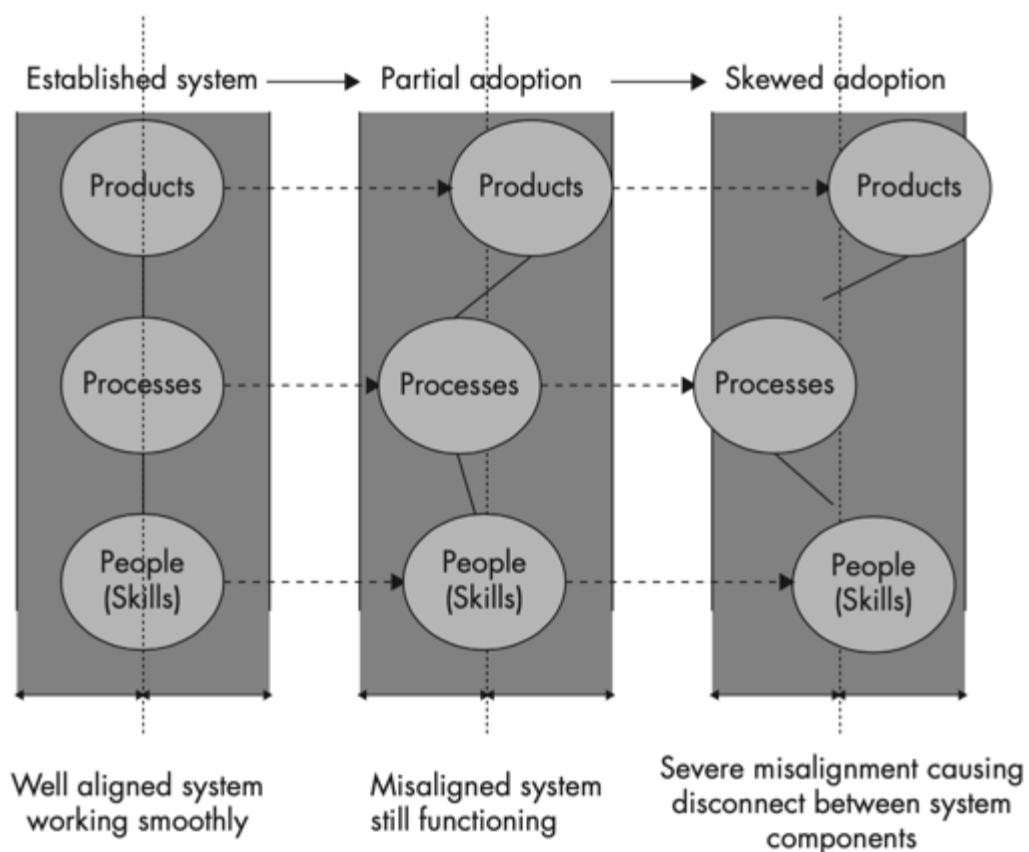 Established system
Partial adoption
Skewed adoption
Products
Products
Products
Processes
Processes
Processes
People
(Skills)
People
(Skills)
People
(Skills)
Well aligned system
working smoothly
Misaligned system
still functioning
Severe misalignment causing
disconnect between system
components